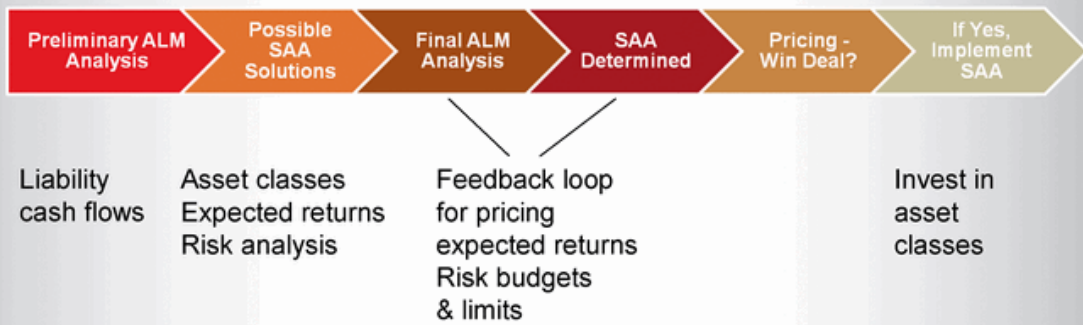 Preliminary ALM
Analysis
Possible
SAA
Solutions
Final ALM
Analysis
SAA
Determined
Pricing -
Win Deal?
If Yes,
Implement
SAA
Liability
cash flows
Asset classes
Expected returns
Risk analysis
Feedback loop
for pricing
expected returns
Risk budgets
& limits
Invest in
asset
classes